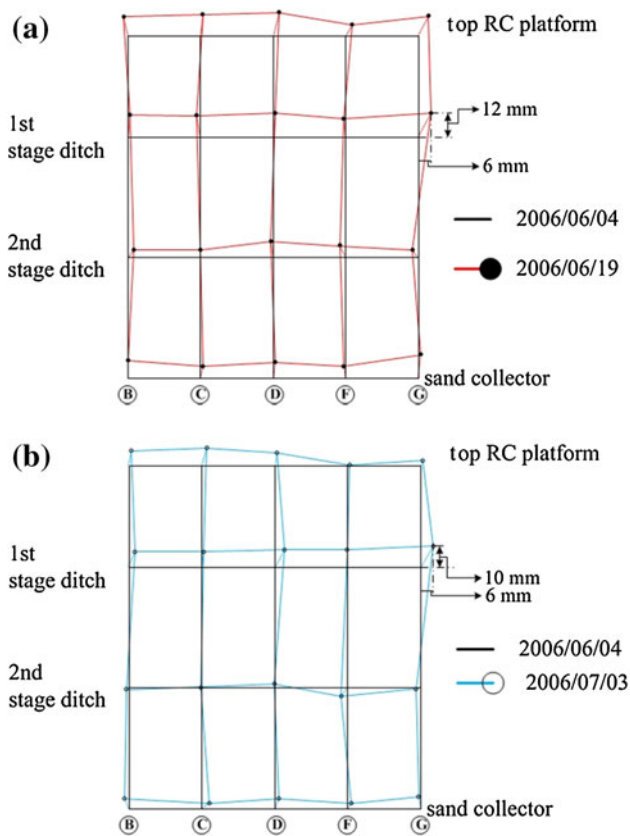 (a)
top RC platform
12 mm
1st
stage ditch
6 mm
2006/06/04
2nd
stage ditch
2006/06/19
sand collector
B C D F G
(b)
top RC platform
1st
stage ditch
10 mm
6 mm
2006/06/04
2nd
stage ditch
2006/07/03
sand collector
B C D F G